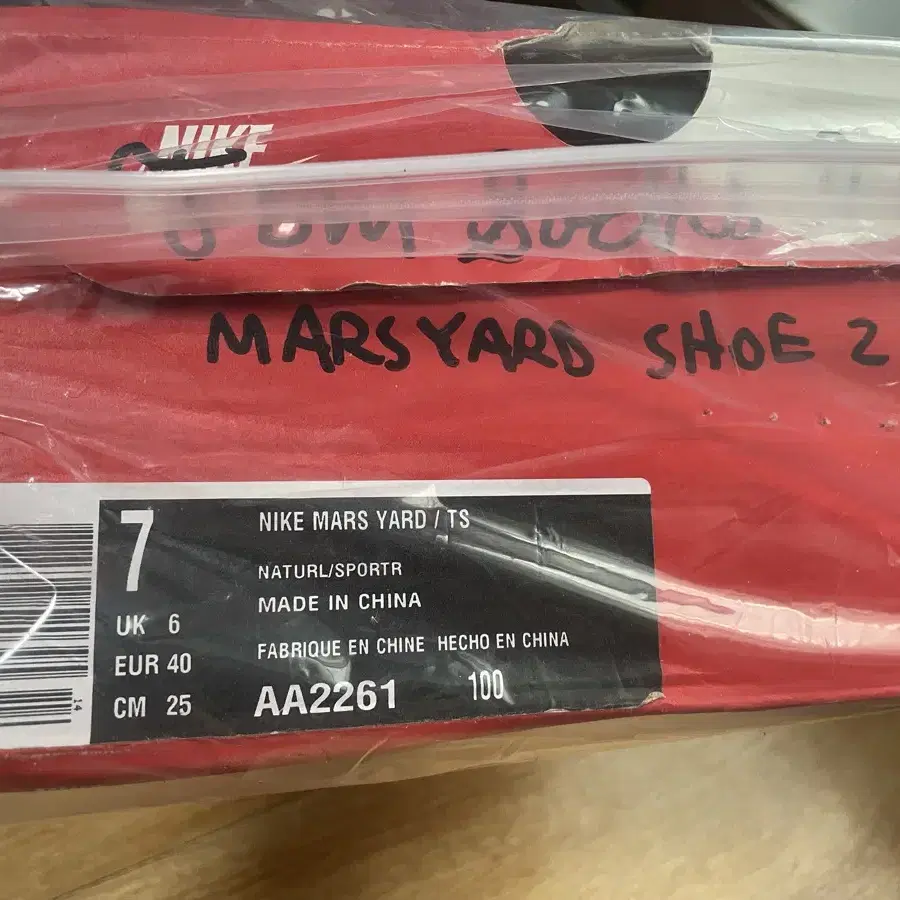 NIKE
MARSYARD SHOE 2
7
NIKE MARS YARD / TS
NATURL/SPORTR
MADE IN CHINA
UK 6
FABRIQUE EN CHINE HECHO EN CHINA
EUR 40
AA2261 100
CM 25
14